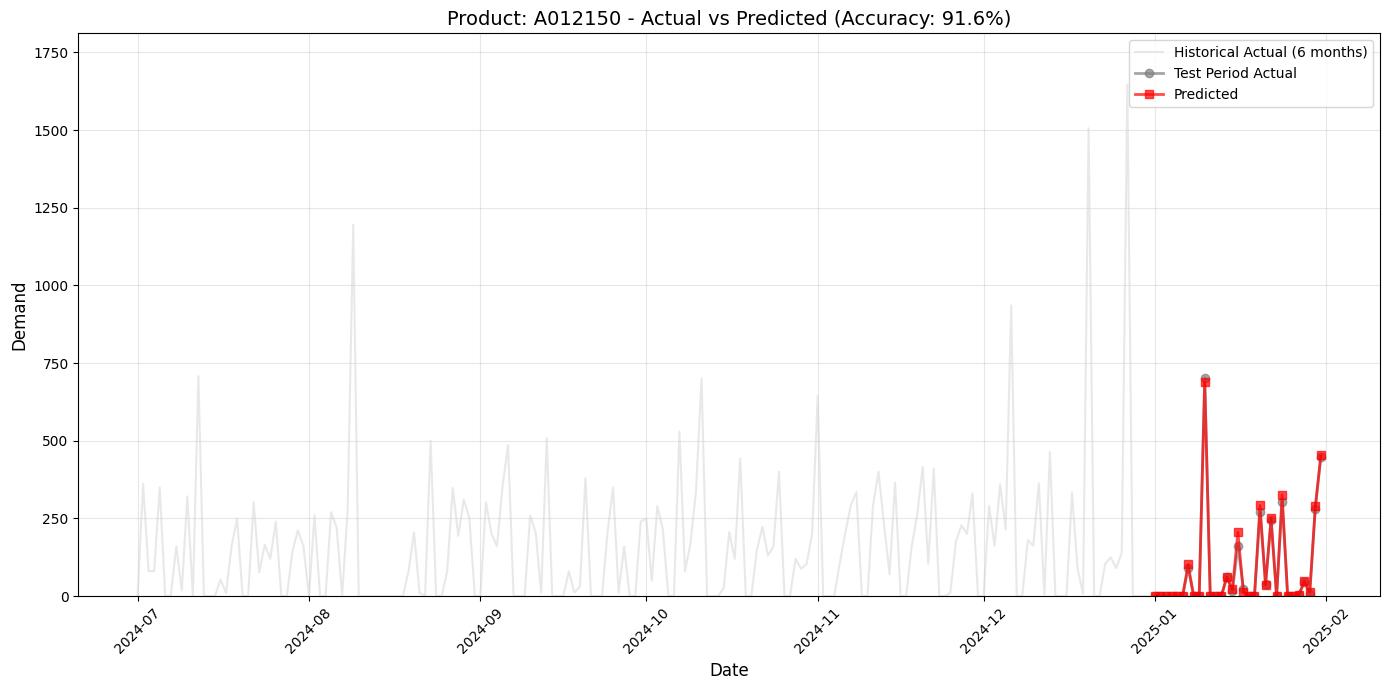 Product: A012150 - Actual vs Predicted (Accuracy: 91.6%)
Historical Actual (6 months)
Test Period Actual
Predicted
Demand
1750
1500
1250
1000
750
500
250
0
2024-07
2024-08
2024-09
2024-10
2024-11
2024-12
2025-01
2025-02
Date